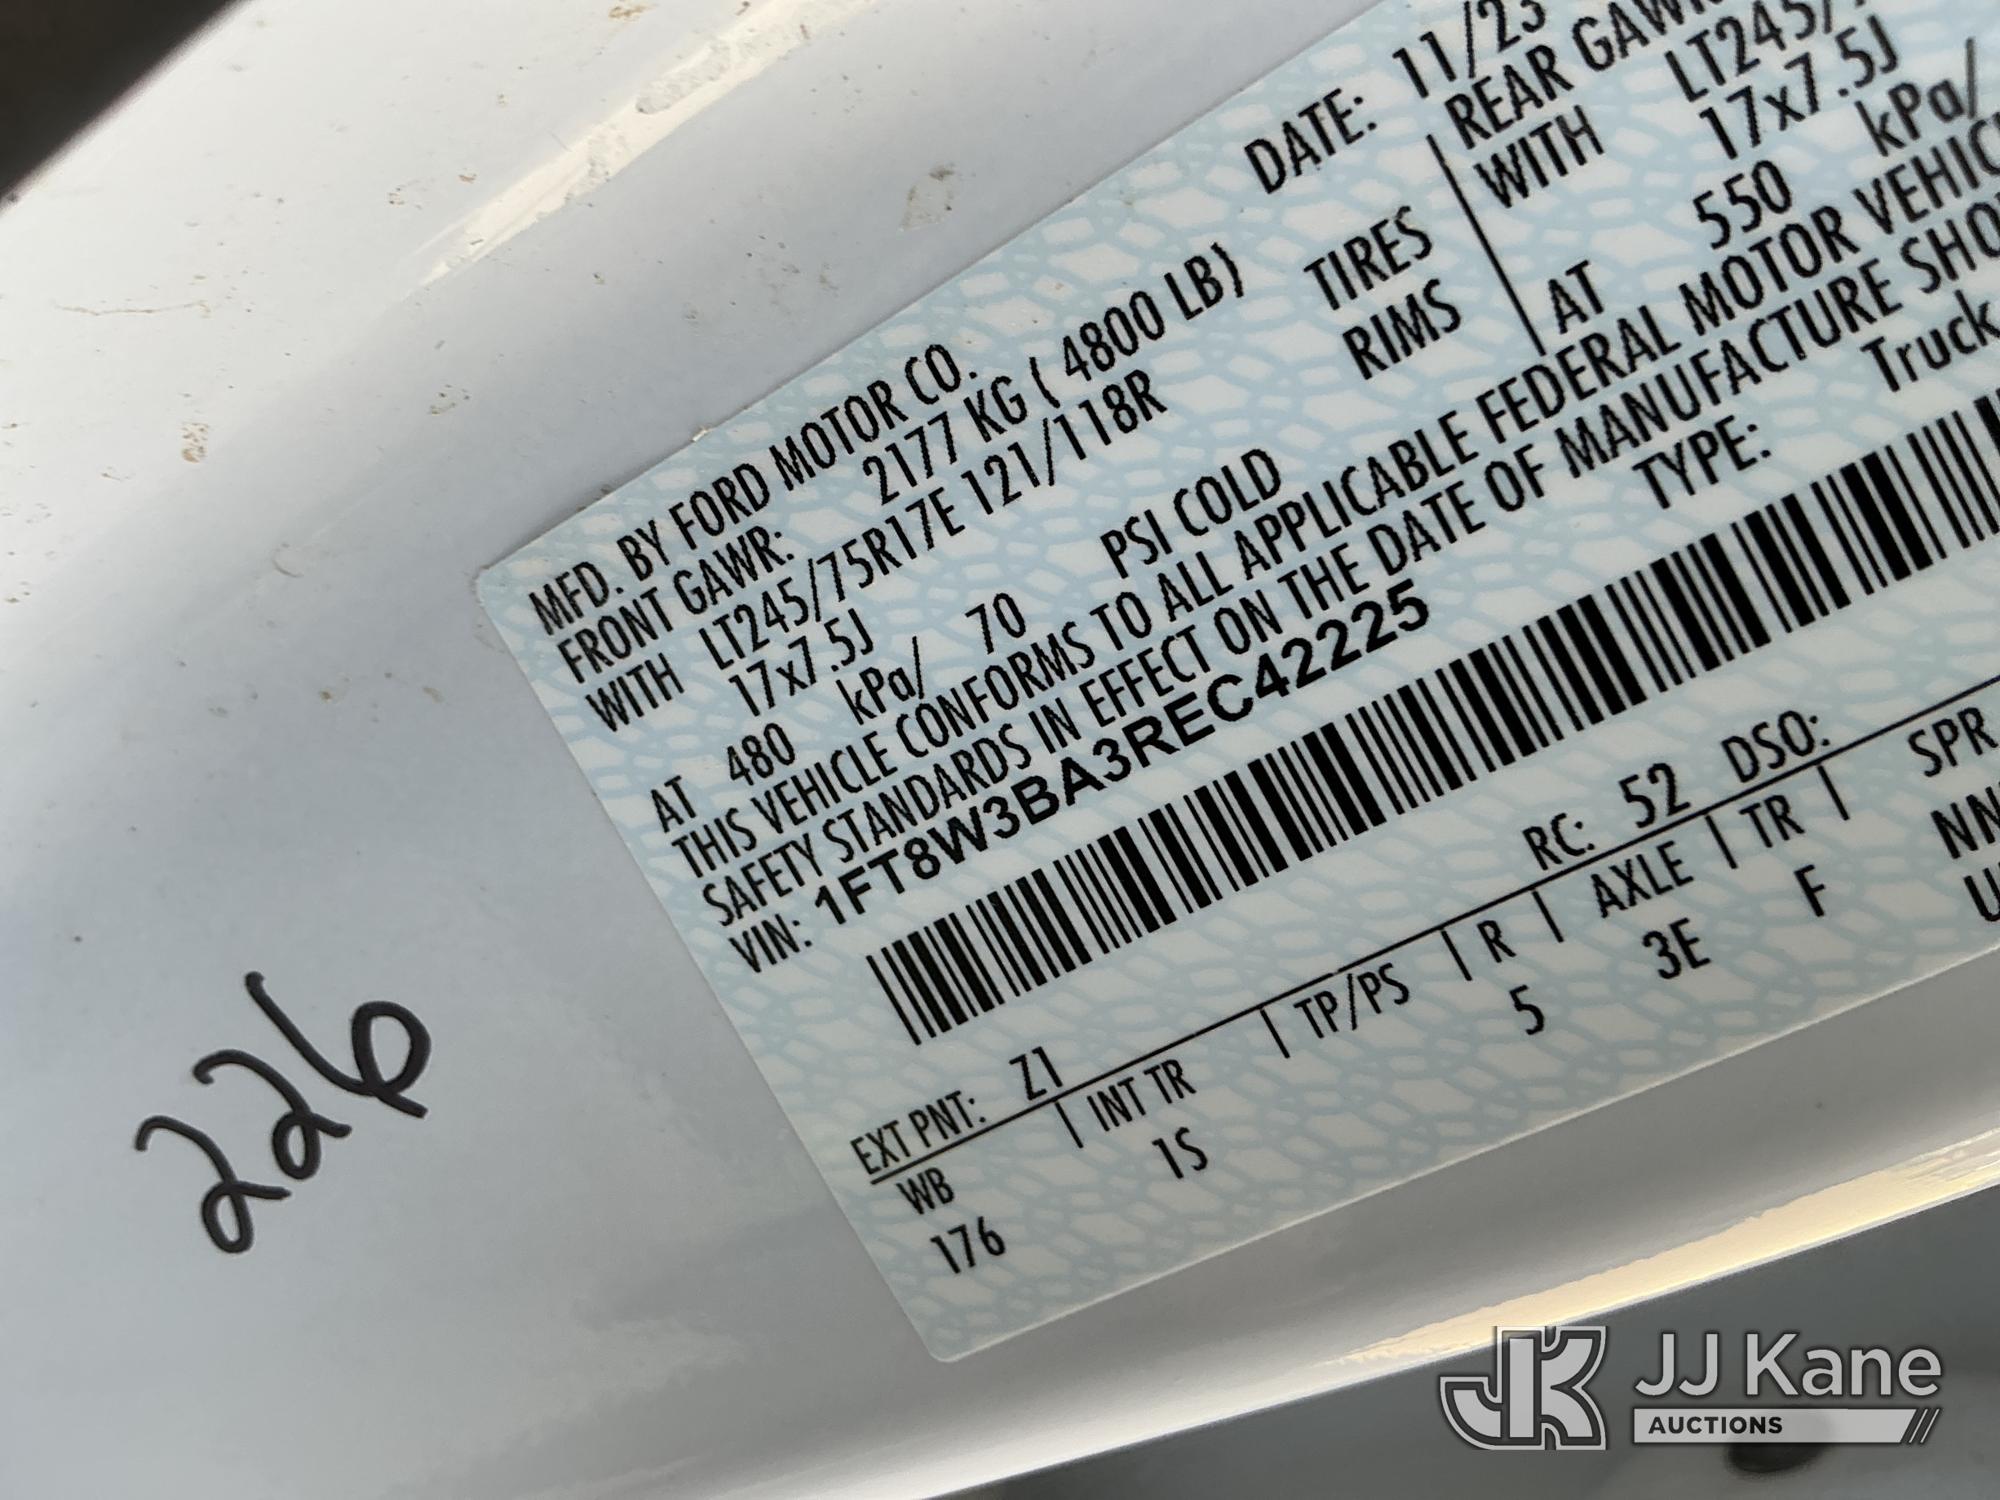 MFD. BY FORD MOTOR CO.
DATE: 11/23
FRONT GAWR: 2177 KG ( 4800 LB)
REAR
WITH LT245/75R17E 121/118R TIRES
WITH
17x7.5J RIMS
17x7.5J
AT 480 kPa/ 70 PSI COLD
AT 550 kPa/
THIS VEHICLE CONFORMS TO ALL APPLICABLE FEDERAL MOTOR
SAFETY STANDARDS IN EFFECT ON THE DATE OF MANUFACTURE
VIN: 1FT8W3BA3REC42225
TYPE: Truck
EXT PNT: Z1 RC: 52 DSO:
WB | INT TR | TP/PS | R | AXLE | TR | SPR
176 1S 5 3E F
226
JK JJ Kane
AUCTIONS